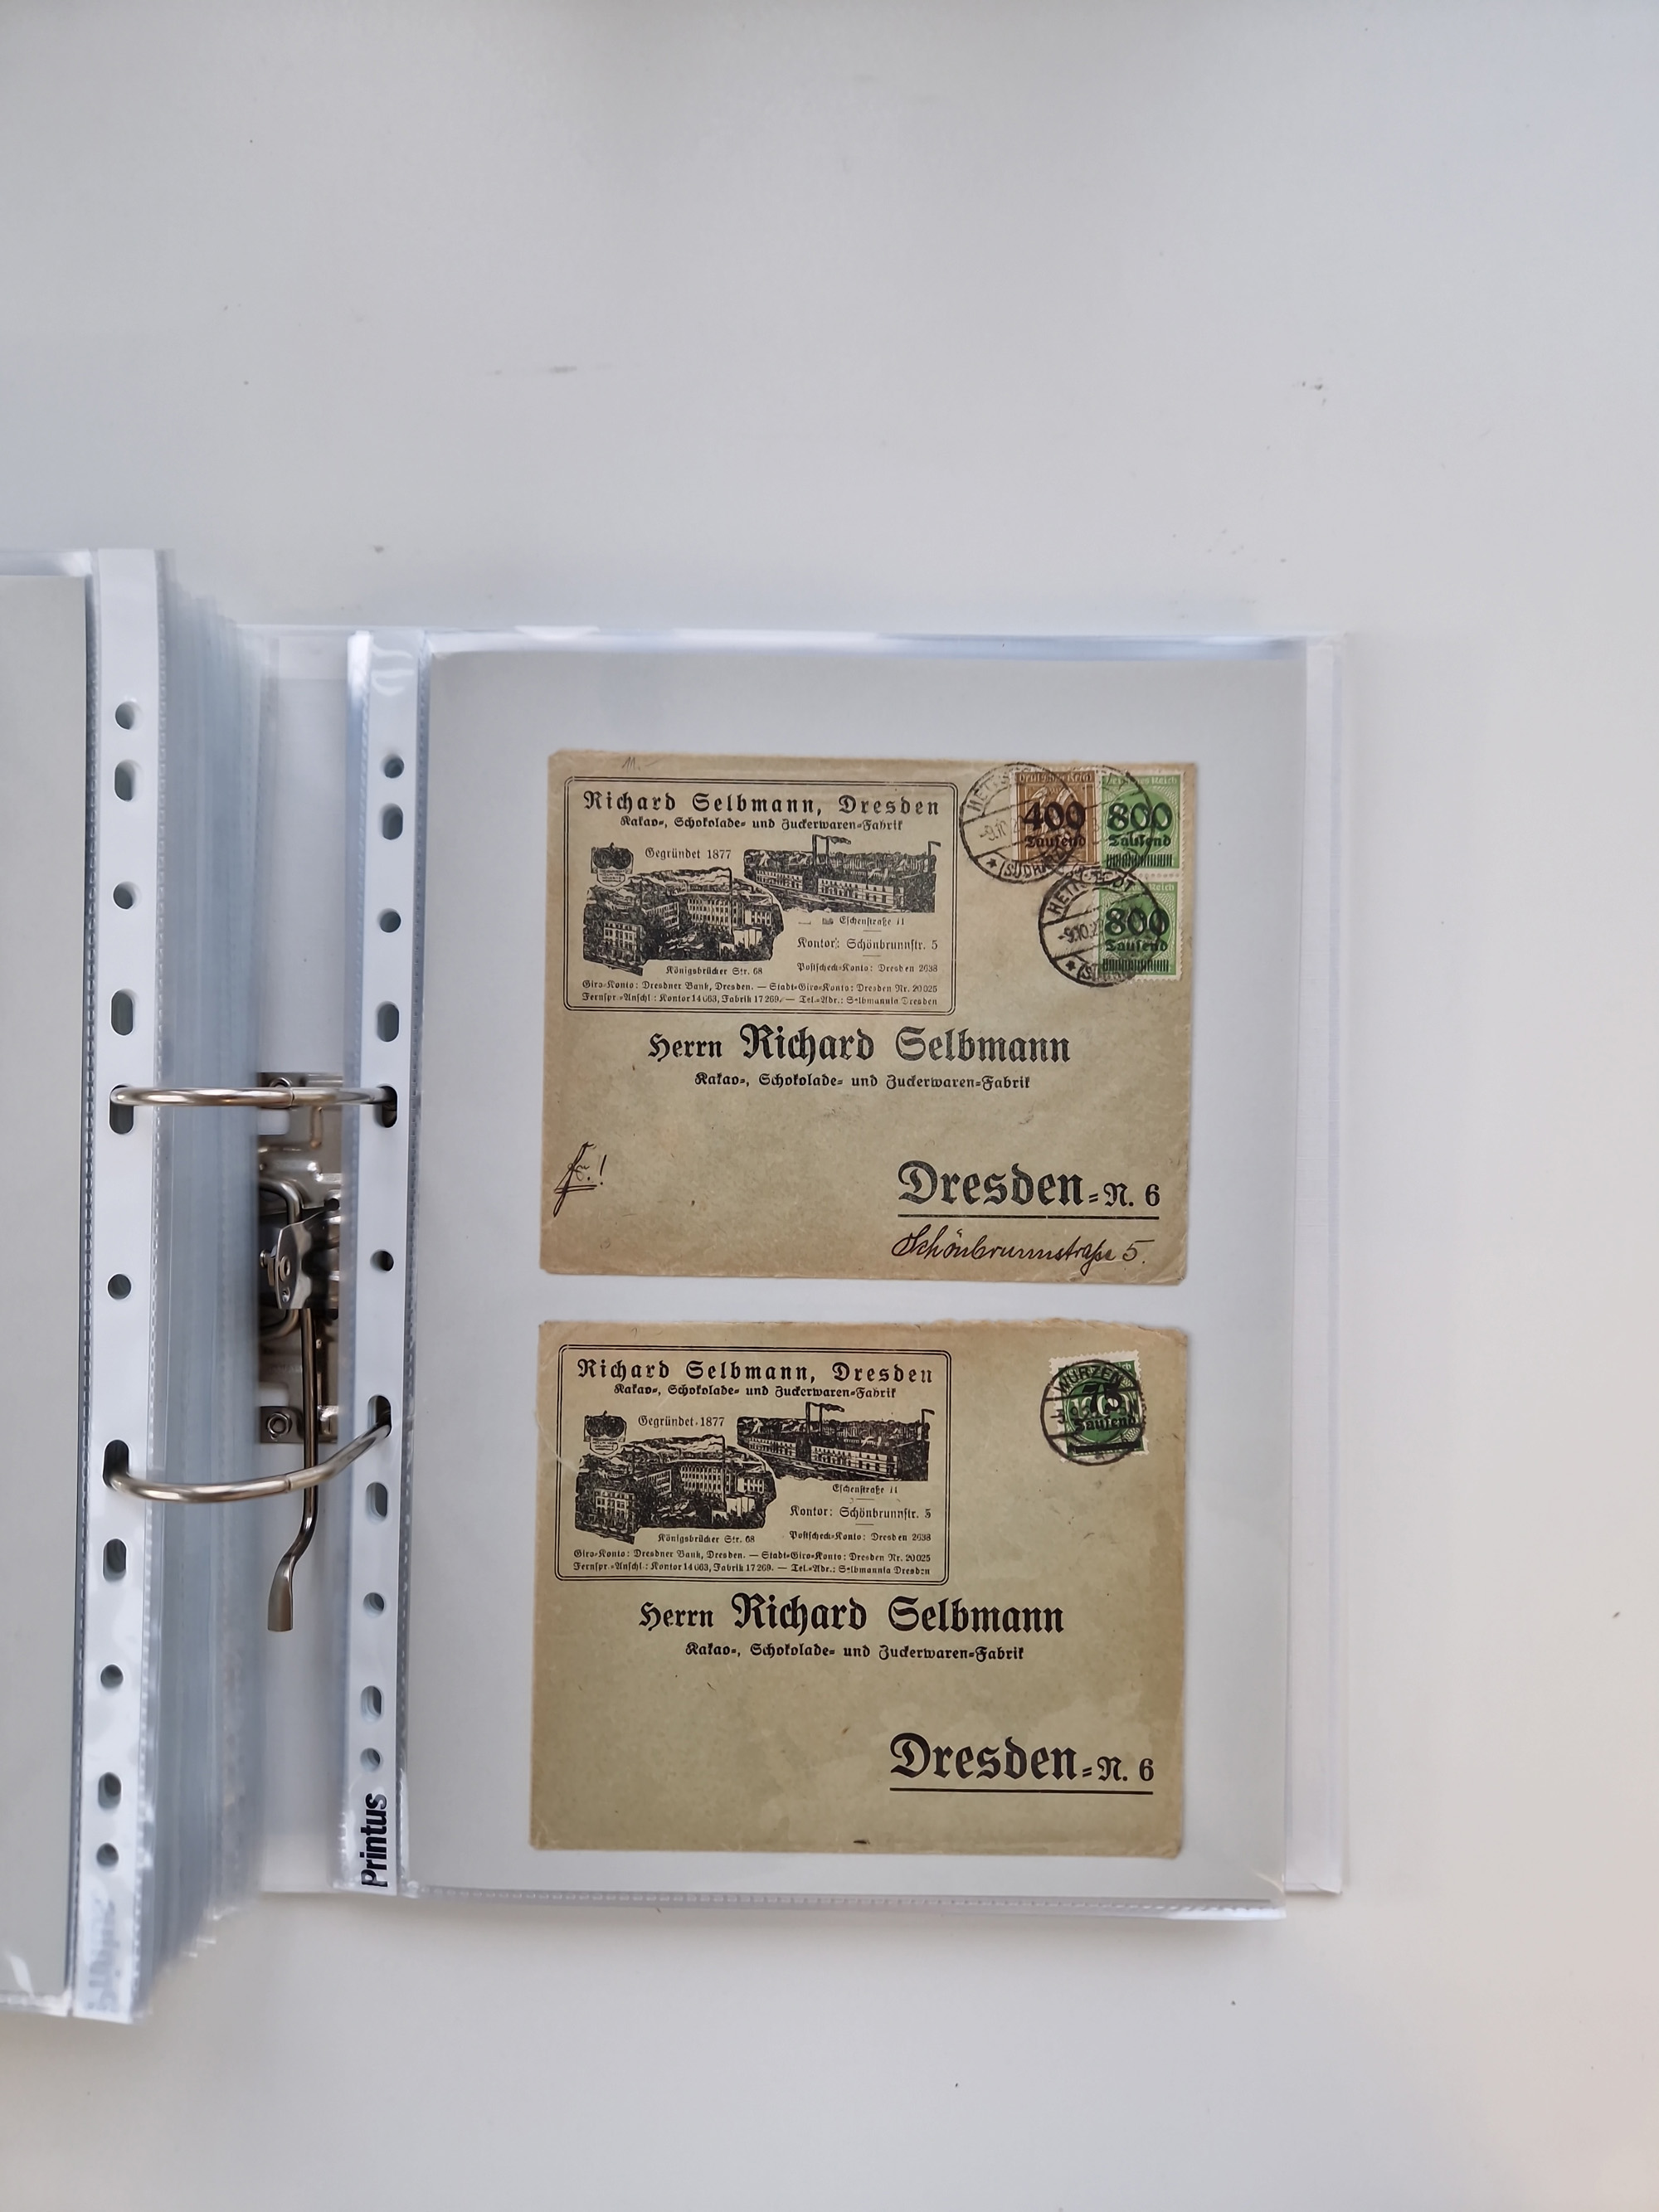 Richard Selbmann, Dresden
Kakao-, Schokolade- und Zuckerwaren-Fabrik
Gegründet 1877
Eschenstraße 11
Kontor: Schönbrunnstr. 5
Königsbrücker Str. 68
Postscheck-Konto: Dresden 2638
Giro-Konto: Dresdner Bank, Dresden. — Stadt-Giro-Konto: Dresden Nr. 20025
Fernspr.-Anschl.: Kontor 14663, Fabrik 17269. — Tel.-Adr.: Selbmannia Dresden
Deutsches Reich
400
Tausend
800
Tausend
800
Tausend
Herrn Richard Selbmann
Kakao-, Schokolade- und Zuckerwaren-Fabrik
Dresden-N. 6
Schönbrunnstraße 5.
Richard Selbmann, Dresden
Kakao-, Schokolade- und Zuckerwaren-Fabrik
Gegründet 1877
Eschenstraße 11
Kontor: Schönbrunnstr. 5
Königsbrücker Str. 68
Postscheck-Konto: Dresden 2638
Giro-Konto: Dresdner Bank, Dresden. — Stadt-Giro-Konto: Dresden Nr. 20025
Fernspr.-Anschl.: Kontor 14663, Fabrik 17269. — Tel.-Adr.: Selbmannia Dresden
WURZEN
75
Tausend
Herrn Richard Selbmann
Kakao-, Schokolade- und Zuckerwaren-Fabrik
Dresden-N. 6
Printus